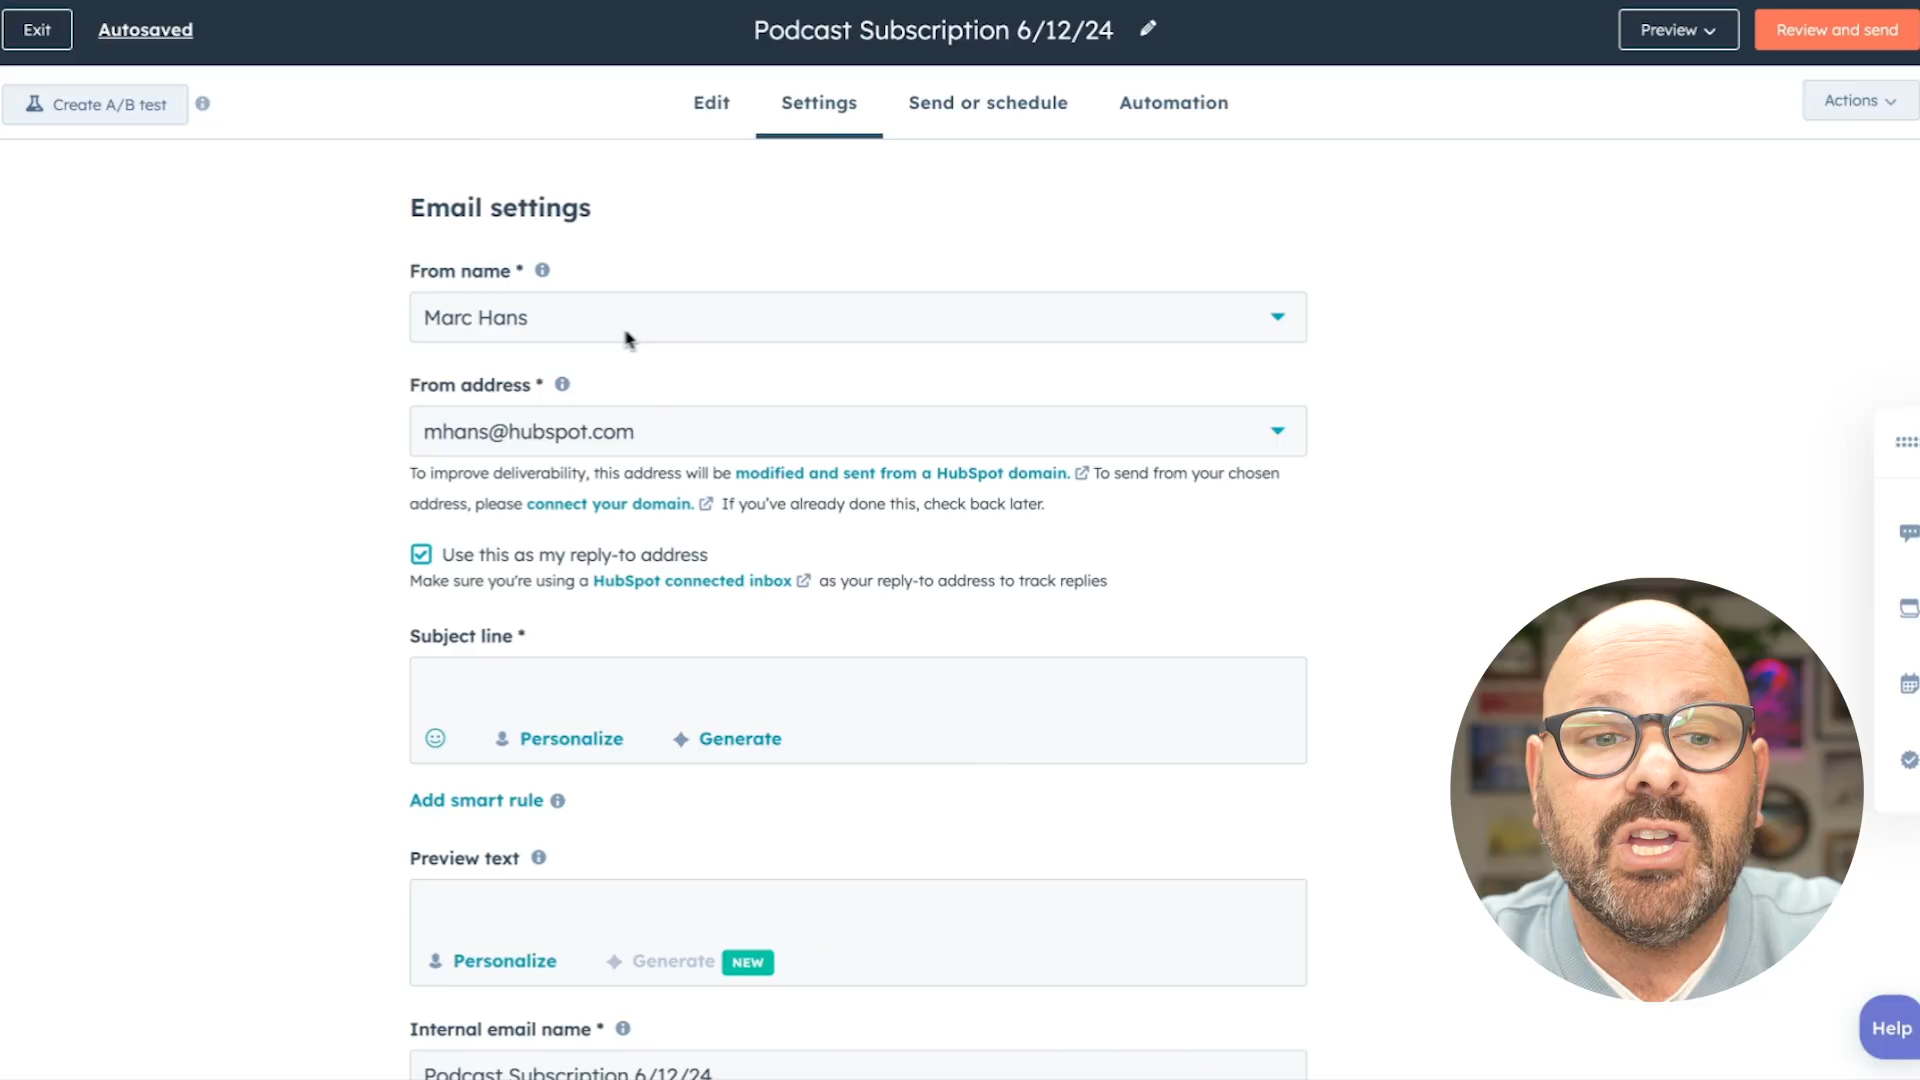 Exit
Autosaved
Podcast Subscription 6/12/24
Preview
Review and send
Create A/B test
Edit
Settings
Send or schedule
Automation
Actions
Email settings
From name *
Marc Hans
From address *
mhans@hubspot.com
To improve deliverability, this address will be modified and sent from a HubSpot domain. To send from your chosen
address, please connect your domain. If you've already done this, check back later.
Use this as my reply-to address
Make sure you're using a HubSpot connected inbox as your reply-to address to track replies
Subject line *
Personalize
Generate
Add smart rule
Preview text
Personalize
Generate NEW
Internal email name *
Podcast Subscription 6/12/24
Help